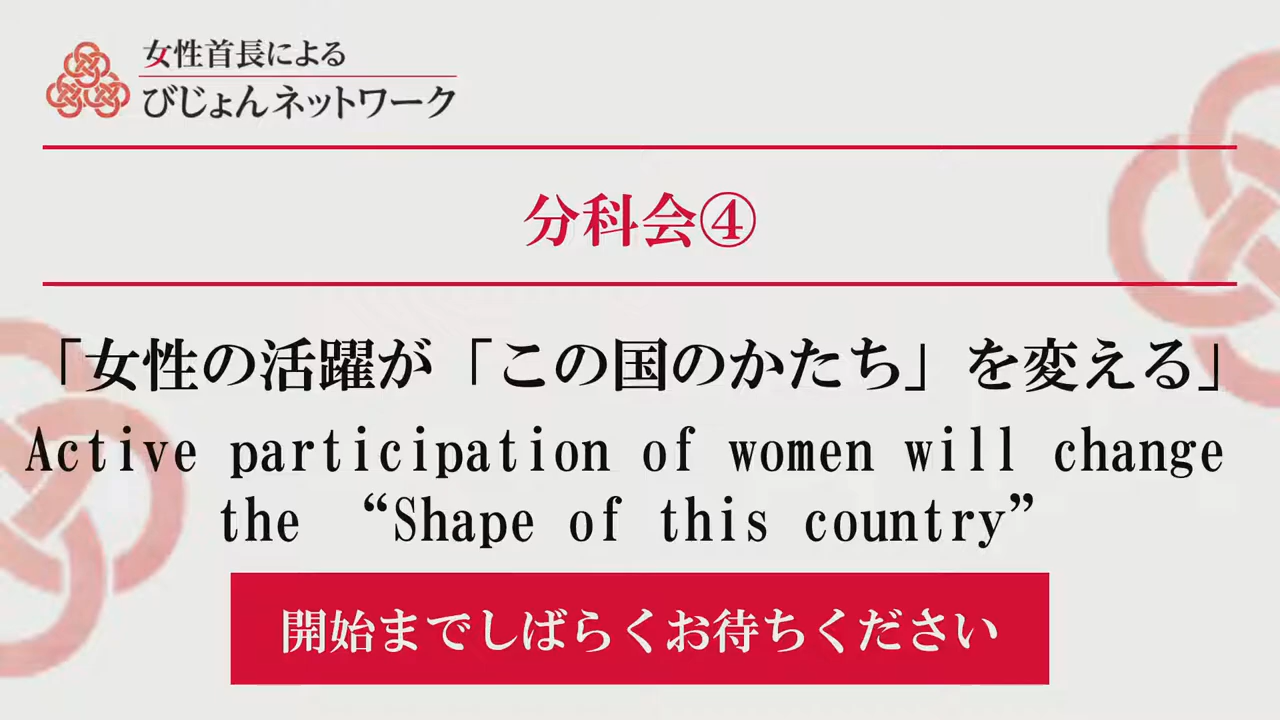 女性首長による
びじょんネットワーク
分科会④
「女性の活躍が「この国のかたち」を変える」
Active participation of women will change
the “Shape of this country”
開始までしばらくお待ちください